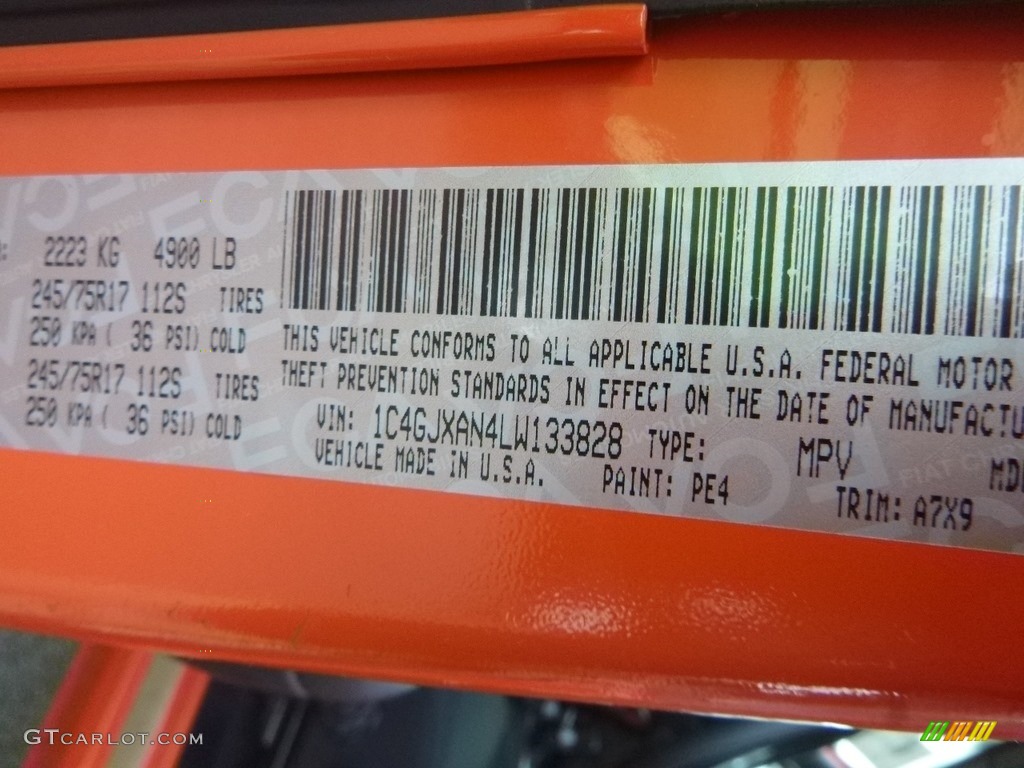 2223 KG 4900 LB
245/75R17 112S TIRES
250 KPA ( 36 PSI) COLD
245/75R17 112S TIRES
250 KPA ( 36 PSI) COLD
THIS VEHICLE CONFORMS TO ALL APPLICABLE U.S.A. FEDERAL MOTOR
THEFT PREVENTION STANDARDS IN EFFECT ON THE DATE OF MANUFACTU
VIN: 1C4GJXAN4LW133828 TYPE: MPV MD
VEHICLE MADE IN U.S.A. PAINT: PE4 TRIM: A7X9
GTCARLOT.COM